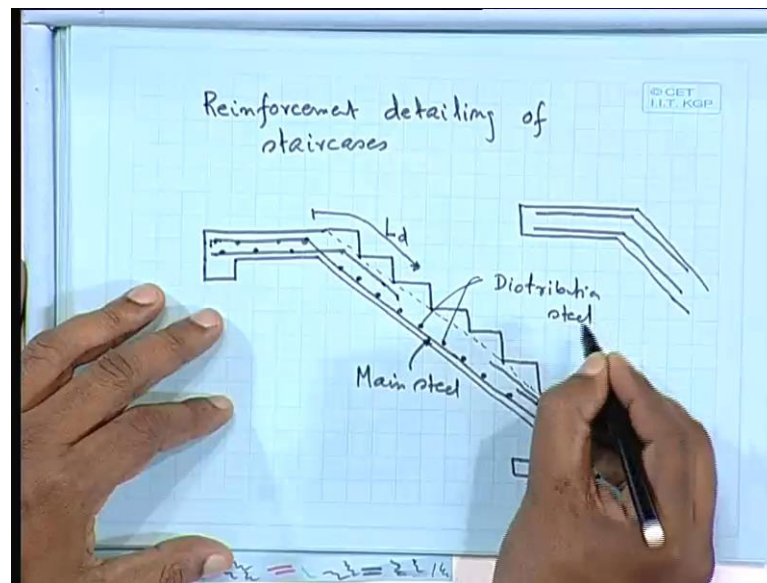 Reinforcement detailing of
staircases
© CET
I.I.T. KGP
Ld
Distribution
steel
Main steel